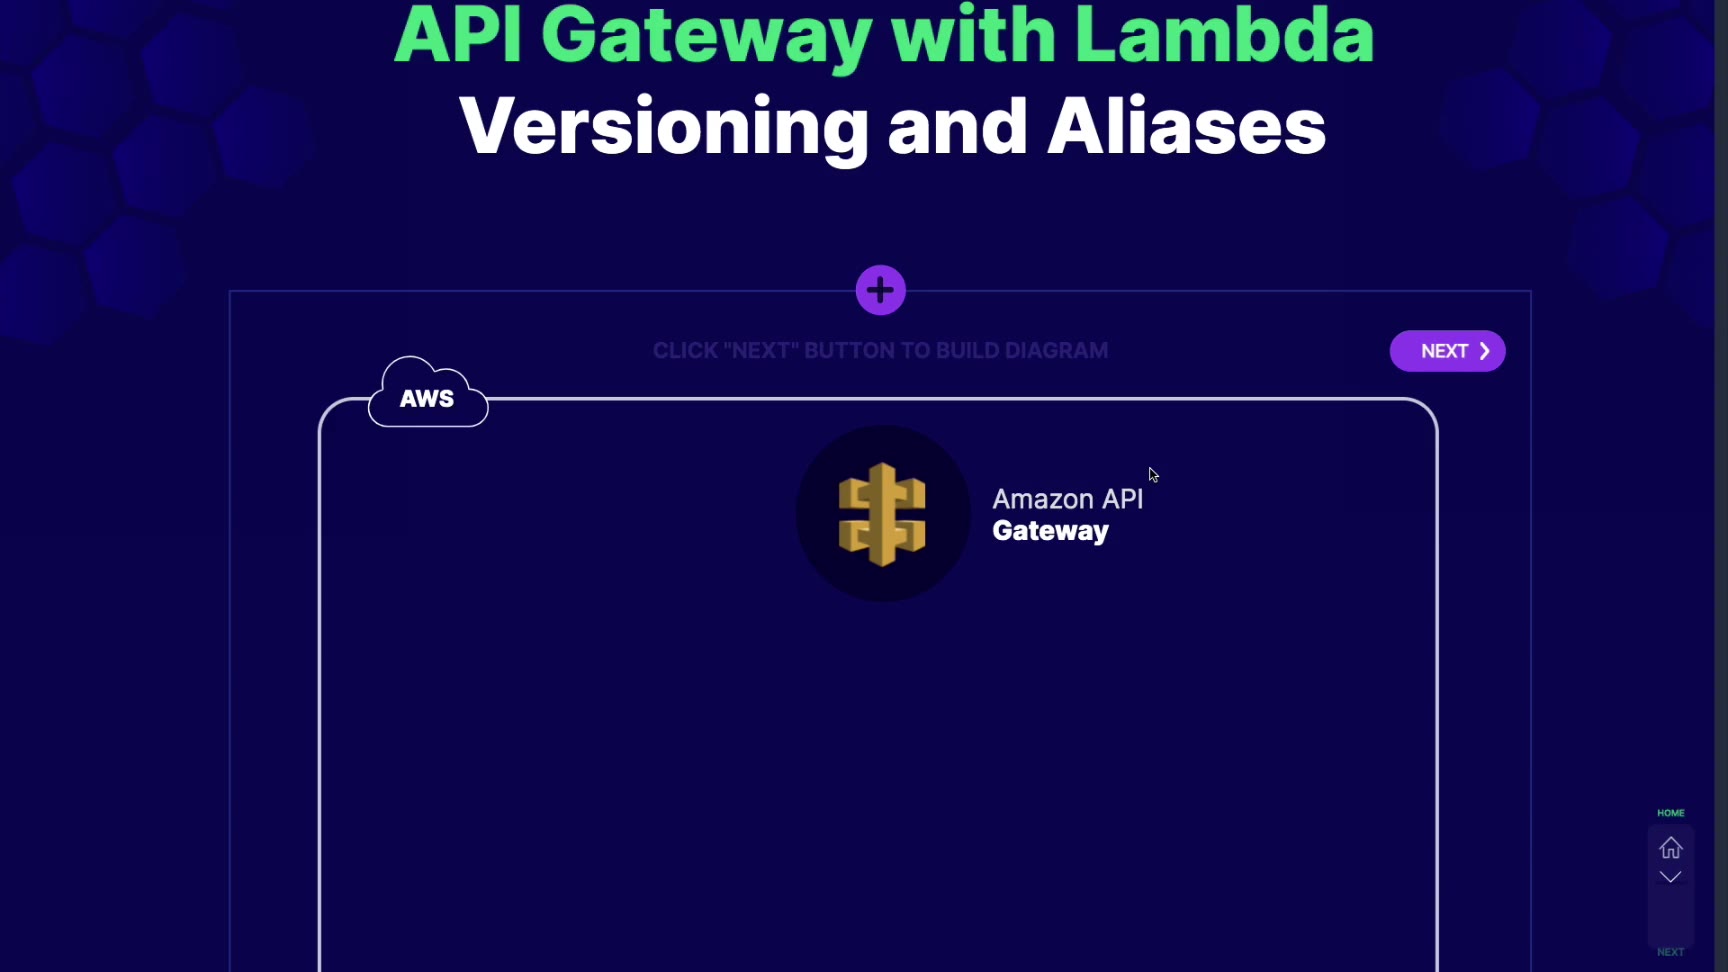 API Gateway with Lambda
Versioning and Aliases
CLICK "NEXT" BUTTON TO BUILD DIAGRAM
NEXT
AWS
Amazon API
Gateway
HOME
NEXT